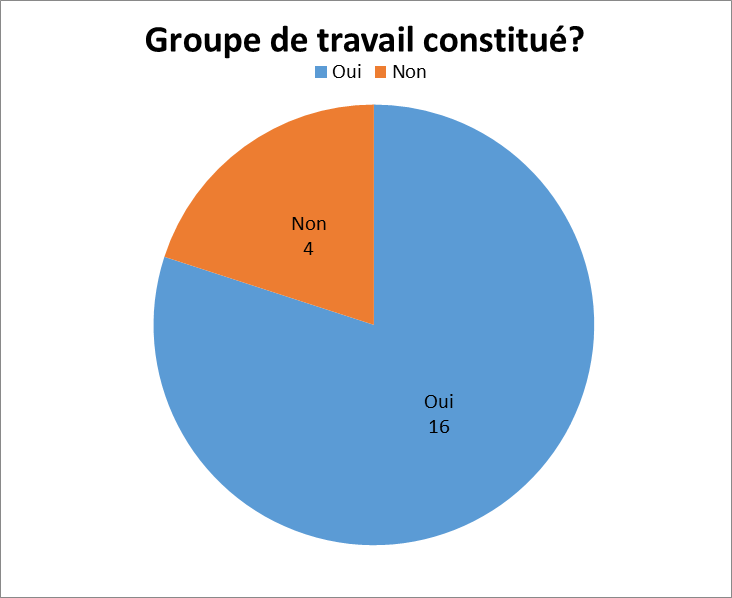 Groupe de travail constitué?
Oui Non
Non
4
Oui
16